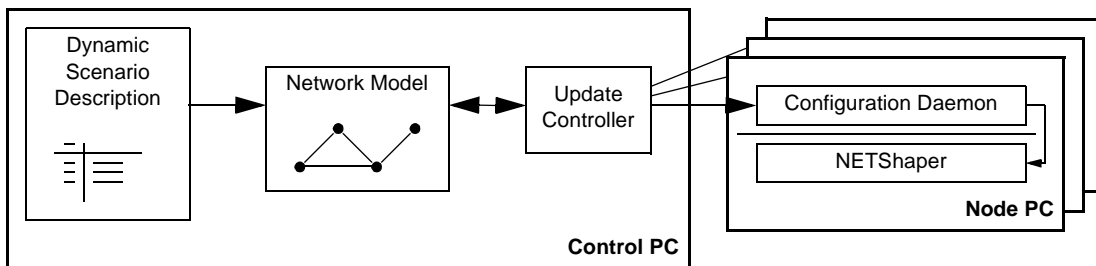 Dynamic
Scenario
Description
Network Model
Update
Controller
Control PC
Configuration Daemon
NETShaper
Node PC